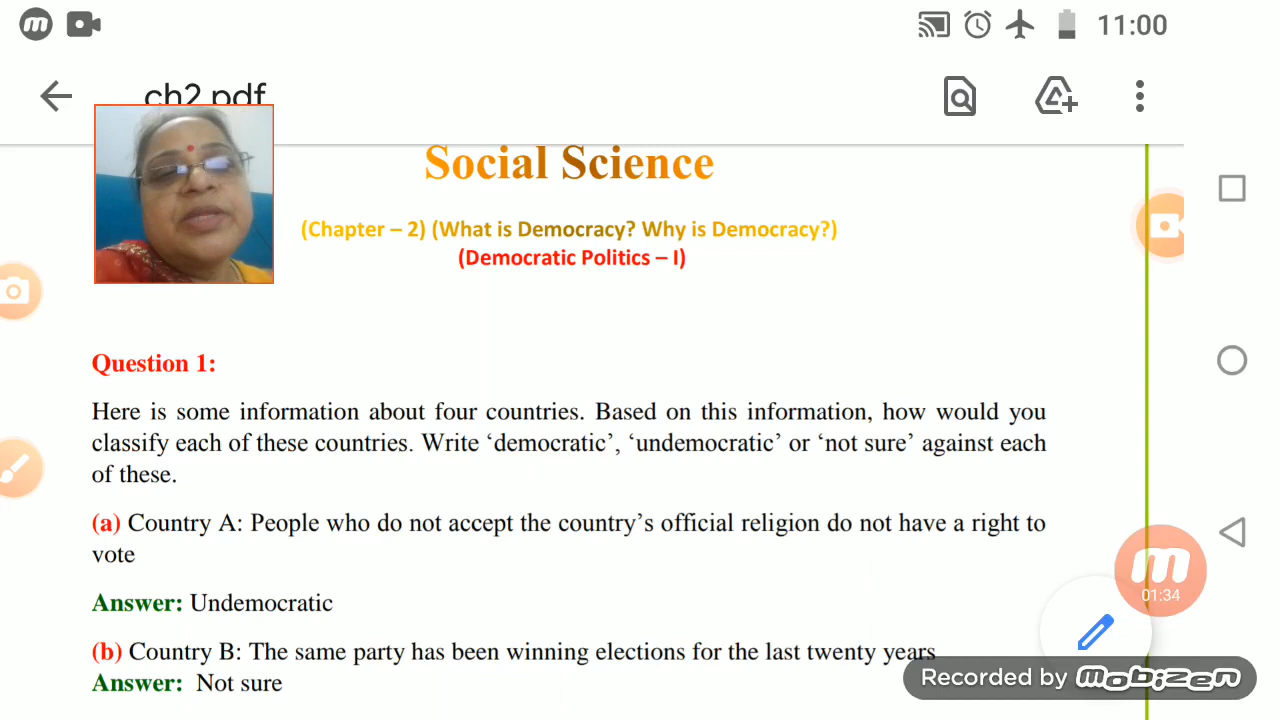 11:00
ch2.pdf
Social Science
(Chapter – 2) (What is Democracy? Why is Democracy?)
(Democratic Politics – I)
Question 1:
Here is some information about four countries. Based on this information, how would you
classify each of these countries. Write ‘democratic’, ‘undemocratic’ or ‘not sure’ against each
of these.
(a) Country A: People who do not accept the country’s official religion do not have a right to
vote
Answer: Undemocratic
(b) Country B: The same party has been winning elections for the last twenty years
Answer: Not sure
01:34
Recorded by mobizen